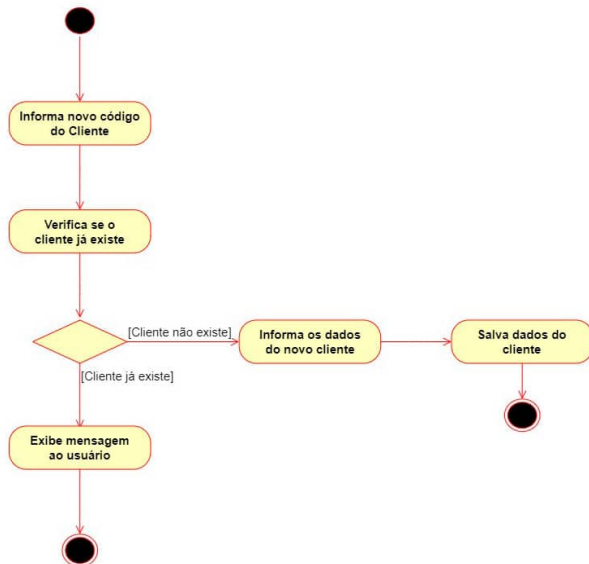 Informa novo código
do Cliente
Verifica se o
cliente já existe
[Cliente não existe]
Informa os dados
do novo cliente
Salva dados do
cliente
[Cliente já existe]
Exibe mensagem
ao usuário